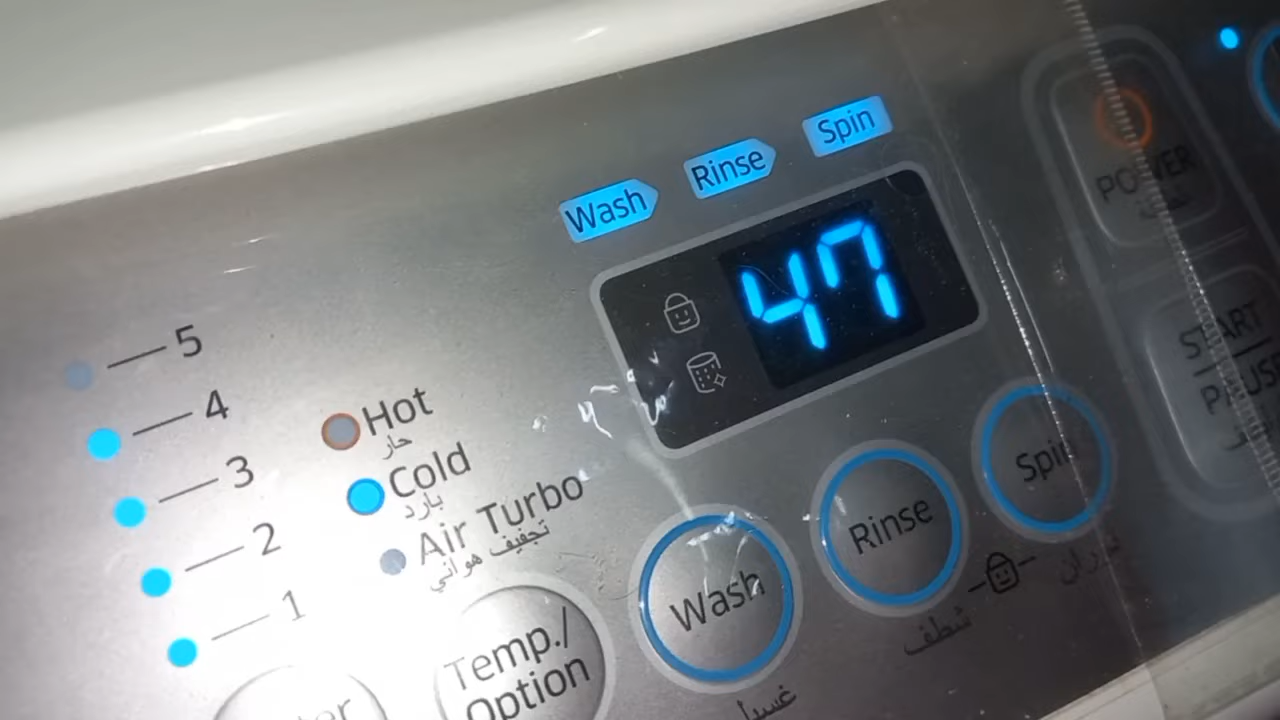 Wash
Rinse
Spin
47
5
4
3
2
1
Hot
حار
Cold
بارد
Air Turbo
تجفيف هوائي
Temp./
Option
Wash
Rinse
شطف
Spin
POWER
START
PAUSE